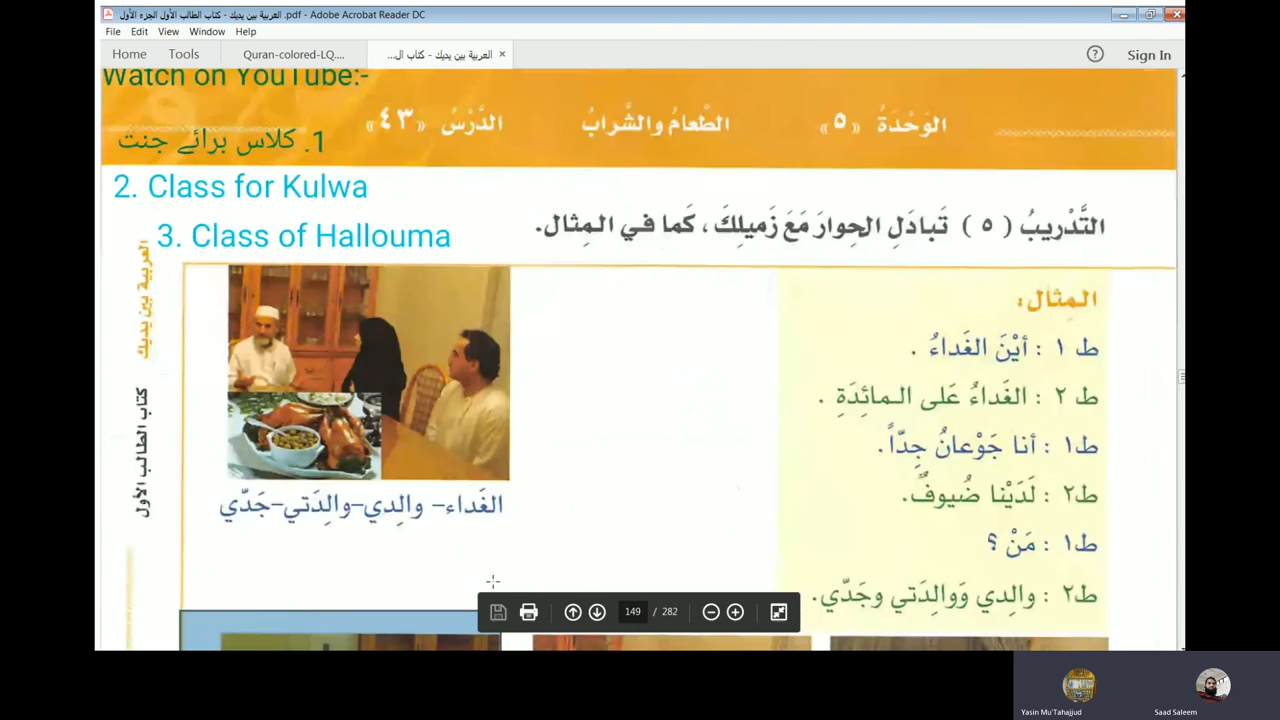 العربية بين يديك - كتاب الطالب الأول الجزء الأول .pdf - Adobe Acrobat Reader DC
File Edit View Window Help
Home Tools Quran-colored-LQ.... العربية بين يديك - كتاب ال... × ? Sign In
Watch on YouTube:-
الوَحْدَةُ «٥» الطَّعامُ والشَّرابُ الدَّرْسُ «٤٣»
1. کلاس برائے جنت
2. Class for Kulwa
3. Class of Hallouma
التَّدْريبُ (٥) تَبادَلِ الحِوارَ مَعَ زَميلِكَ، كَما في المِثال.
المِثال:
ط ١ : أيْنَ الغَداءُ .
ط ٢ : الغَداءُ عَلى المائِدَةِ .
ط١ : أنا جَوْعانُ جِدّاً.
ط٢ : لَدَيْنا ضُيوفٌ.
ط١ : مَنْ ؟
ط٢ : والِدي وَوالِدَتي وجَدّي.
الغَداء- والِدي-والِدَتي-جَدّي
العربية بين يديك
كتاب الطالب الأول
149 / 282
Yasin Mu'Tahajjud
Saad Saleem